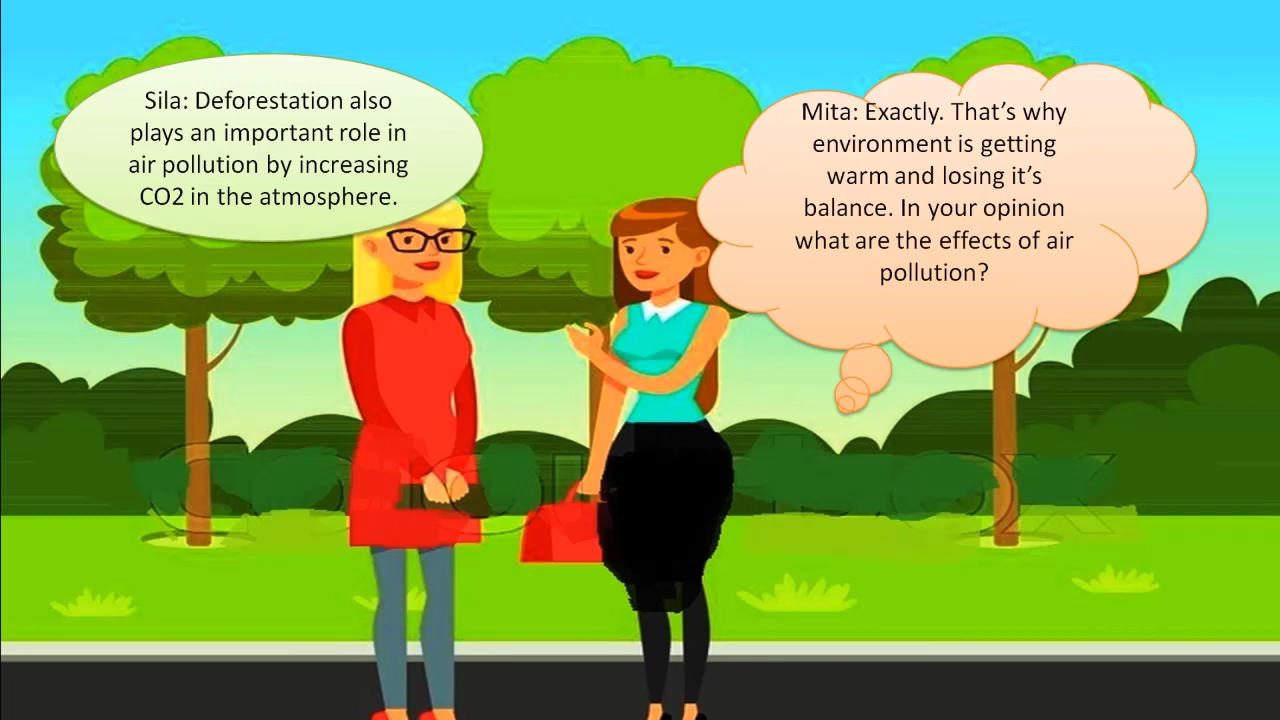 Sila: Deforestation also
plays an important role in
air pollution by increasing
CO2 in the atmosphere.
Mita: Exactly. That’s why
environment is getting
warm and losing it’s
balance. In your opinion
what are the effects of air
pollution?